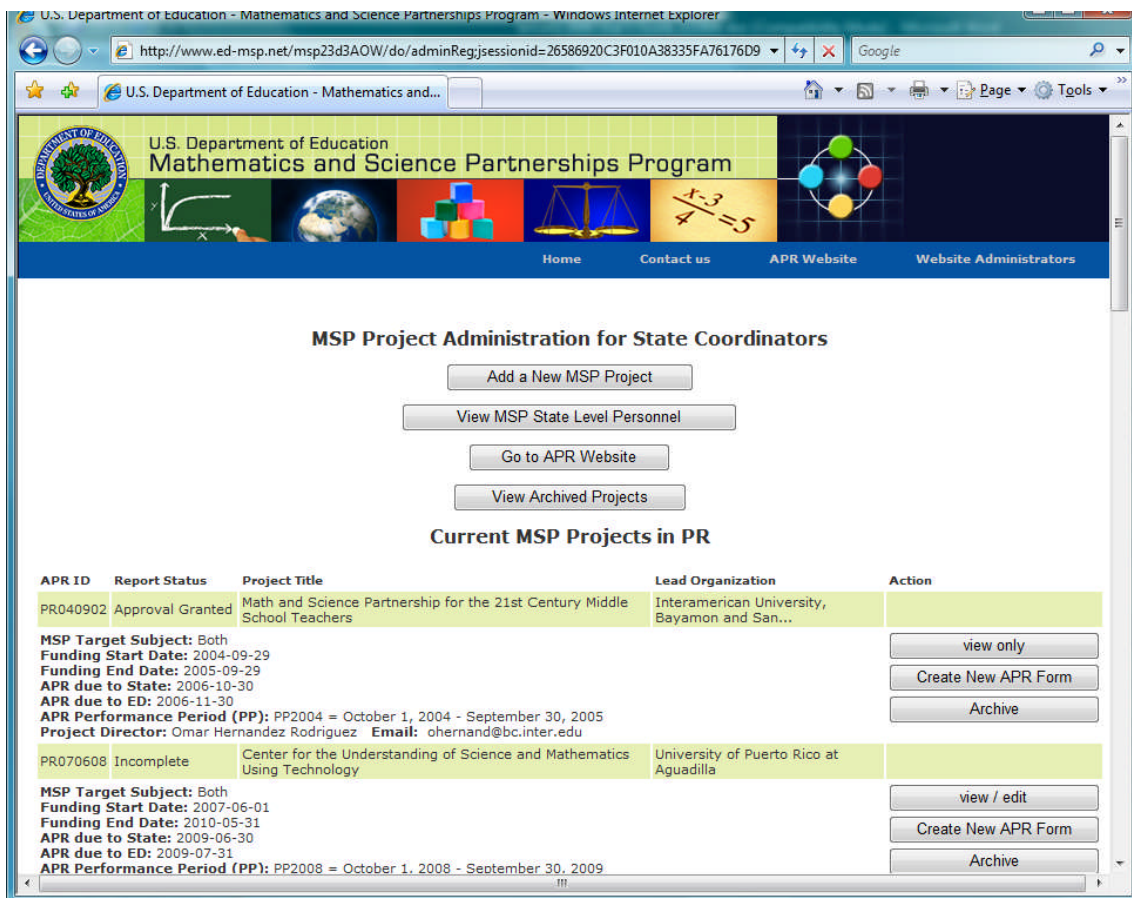 U.S. Department of Education - Mathematics and Science Partnerships Program - Windows Internet Explorer
http://www.ed-msp.net/msp23d3AOW/do/adminReg;jsessionid=26586920C3F010A38335FA76176D9
Google
U.S. Department of Education - Mathematics and...
Page Tools
DEPARTMENT OF EDUCATION
UNITED STATES OF AMERICA
U.S. Department of Education
Mathematics and Science Partnerships Program
y
x
x-3
4 =5
Home Contact us APR Website Website Administrators
MSP Project Administration for State Coordinators
Add a New MSP Project
View MSP State Level Personnel
Go to APR Website
View Archived Projects
Current MSP Projects in PR
APR ID Report Status Project Title Lead Organization Action
PR040902 Approval Granted Math and Science Partnership for the 21st Century Middle School Teachers Interamerican University, Bayamon and San...
MSP Target Subject: Both
Funding Start Date: 2004-09-29
Funding End Date: 2005-09-29
APR due to State: 2006-10-30
APR due to ED: 2006-11-30
APR Performance Period (PP): PP2004 = October 1, 2004 - September 30, 2005
Project Director: Omar Hernandez Rodriguez Email: ohernand@bc.inter.edu
view only
Create New APR Form
Archive
PR070608 Incomplete Center for the Understanding of Science and Mathematics Using Technology University of Puerto Rico at Aguadilla
MSP Target Subject: Both
Funding Start Date: 2007-06-01
Funding End Date: 2010-05-31
APR due to State: 2009-06-30
APR due to ED: 2009-07-31
APR Performance Period (PP): PP2008 = October 1, 2008 - September 30, 2009
view / edit
Create New APR Form
Archive